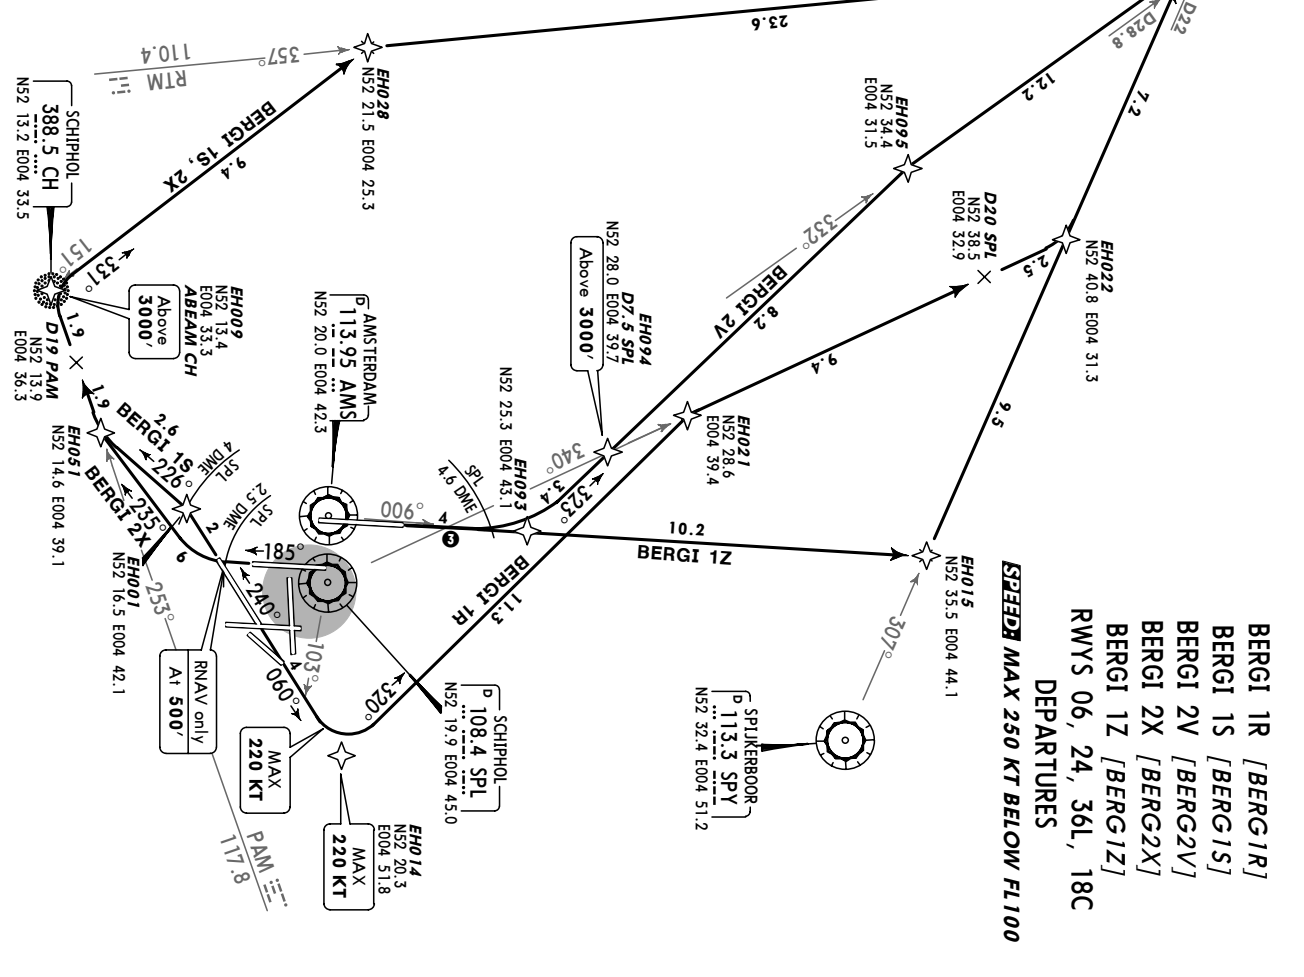 BERGI 1R [BERG1R]
BERGI 1S [BERG1S]
BERGI 2V [BERG2V]
BERGI 2X [BERG2X]
BERGI 1Z [BERG1Z]
RWYS 06, 24, 36L, 18C
DEPARTURES
SPEED: MAX 250 KT BELOW FL100
D22
D28.8
7.2
12.2
23.6
EH022
N52 40.8 E004 31.3
2.5
D20 SPL
N52 38.5
E004 32.9
9.5
EH095
N52 34.4
E004 31.5
EH015
N52 35.5 E004 44.1
307°
SPIJKERBOOR
D 113.3 SPY
N52 32.4 E004 51.2
332°
BERGI 2V
8.2
9.4
10.2
BERGI 1Z
EH021
N52 28.6
E004 39.4
EH094
D7.5 SPL
N52 28.0 E004 39.7
Above 3000'
340°
3.4
323°
EH093
N52 25.3 E004 43.1
SPL
4.6 DME
BERGI 1R
11.3
4
3
006°
EH028
N52 21.5 E004 25.3
357°
RTM
110.4
BERGI 1S, 2X
9.4
AMSTERDAM
D 113.95 AMS
N52 20.0 E004 42.3
SCHIPHOL
D 108.4 SPL
N52 19.9 E004 45.0
320°
EH014
N52 20.3
E004 51.8
MAX
220 KT
MAX
220 KT
103°
060°
4
185°
240°
RNAV only
At 500'
SPL
2.5 DME
SPL
4 DME
2
6
EH001
N52 16.5 E004 42.1
226°
BERGI 1S
2.6
235°
BERGI 2X
253°
PAM
117.8
EH051
N52 14.6 E004 39.1
1.9
D19 PAM
N52 13.9
E004 36.3
1.9
EH009
N52 13.4
E004 33.3
ABEAM CH
Above
3000'
331°
151°
SCHIPHOL
388.5 CH
N52 13.2 E004 33.5